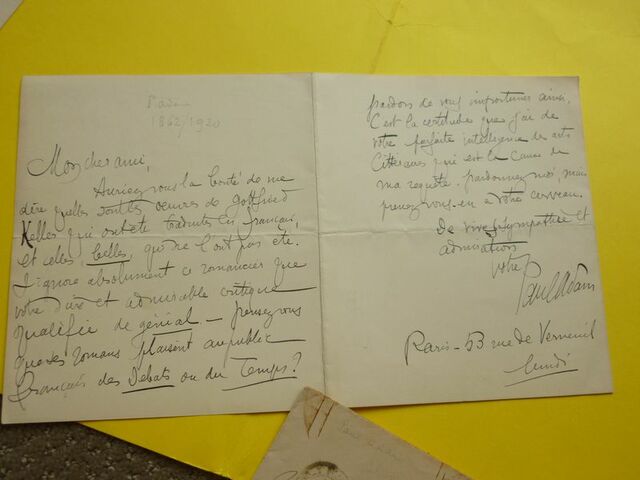 1862/1920
Mon cher ami,
Auriez vous la bonté de me
dire quelles sont les oeuvres de Gottfried
Keller qui ont été traduites en français,
et celles, belles, qui ne l'ont pas été.
J'ignore absolument ce romancier que
votre sûre et admirable critique
qualifie de génial — pensez vous
que ses romans plaisent au public
français des Débats ou du Temps?
pardon de vous importuner ainsi.
C'est la certitude que j'ai de
votre parfaite intelligence des arts
littéraires qui est la cause de
ma requête. pardonnez moi, mais
prenez vous-en à votre cerveau.
De vive sympathie et
admiration
votre
Paul Adam
Paris - 53 rue de Verneuil
lundi